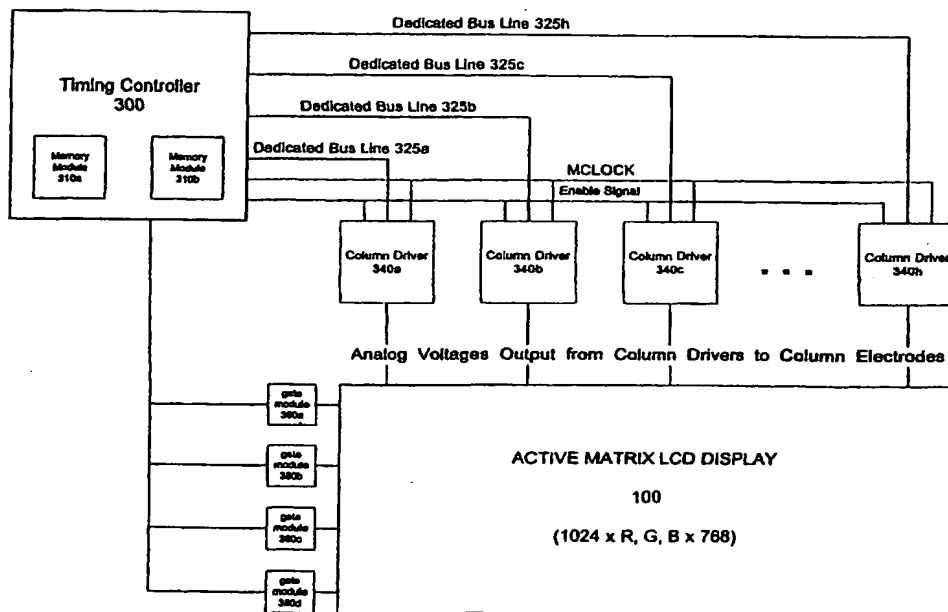 Dedicated Bus Line 325h
Timing Controller
300
Dedicated Bus Line 325c
Dedicated Bus Line 325b
Memory
Module
310a
Memory
Module
310b
Dedicated Bus Line 325a
MCLOCK
Enable Signal
Column Driver
340a
Column Driver
340b
Column Driver
340c
. . .
Column Driver
340h
Analog Voltages Output from Column Drivers to Column Electrodes
gate
module
380a
gate
module
380b
gate
module
380c
gate
module
380d
ACTIVE MATRIX LCD DISPLAY
100
(1024 x R, G, B x 768)